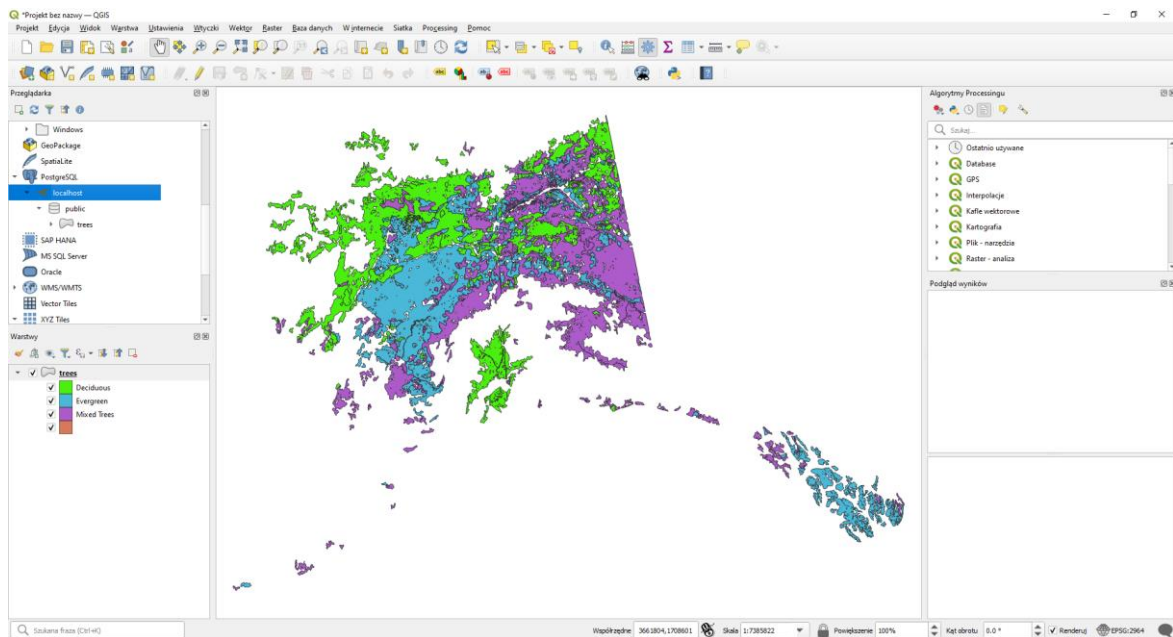 *Projekt bez nazwy — QGIS
Projekt Edycja Widok Warstwa Ustawienia Wtyczki Wektor Raster Baza danych W internecie Siatka Processing Pomoc
Przeglądarka
Windows
GeoPackage
SpatiaLite
PostgreSQL
localhost
public
trees
SAP HANA
MS SQL Server
Oracle
WMS/WMTS
Vector Tiles
XYZ Tiles
Warstwy
trees
Deciduous
Evergreen
Mixed Trees
Algorytmy Processingu
Szukaj...
Ostatnio używane
Database
GPS
Interpolacje
Kafle wektorowe
Kartografia
Plik - narzędzia
Raster - analiza
Podgląd wyników
Szukana fraza (Ctrl+K)
Współrzędne 3661804,1708601 Skala 1:7385822 Powiększenie 100% Kąt obrotu 0.0 ° Renderuj EPSG:2964